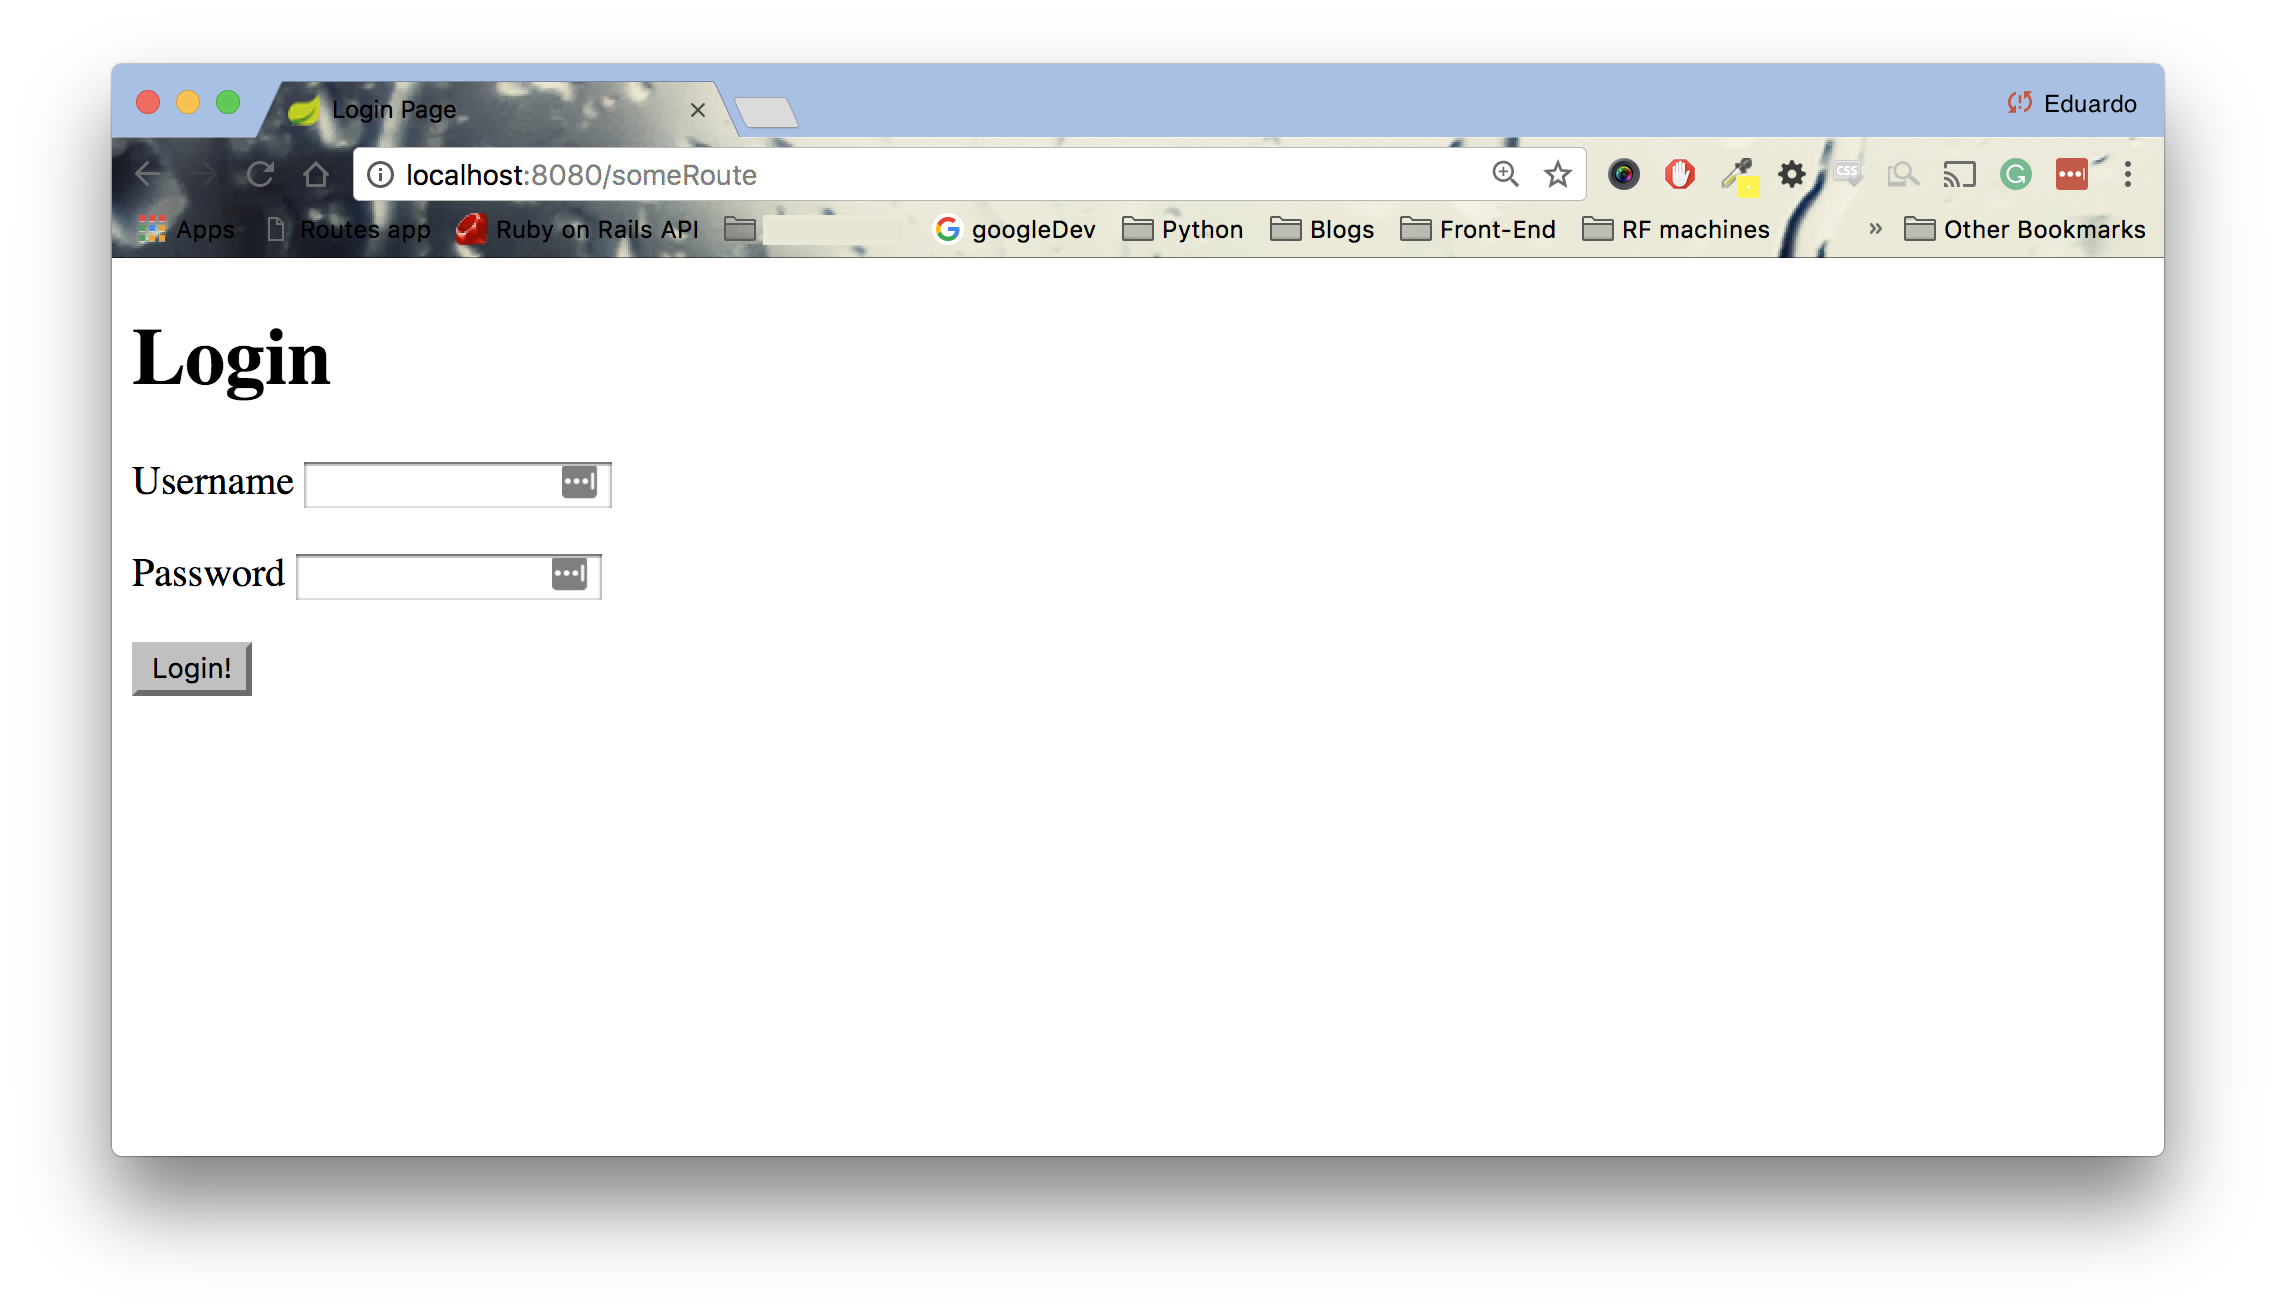 Login Page
Eduardo
localhost:8080/someRoute
Apps Routes app Ruby on Rails API googleDev Python Blogs Front-End RF machines » Other Bookmarks
Login
Username
Password
Login!